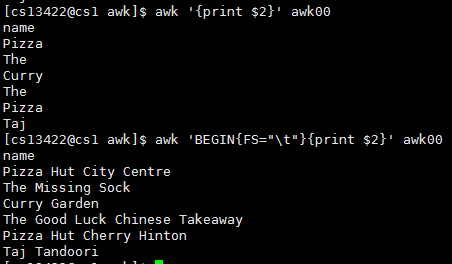 [cs13422@cs1 awk]$ awk '{print $2}' awk00
name
Pizza
The
Curry
The
Pizza
Taj
[cs13422@cs1 awk]$ awk 'BEGIN{FS="\t"}{print $2}' awk00
name
Pizza Hut City Centre
The Missing Sock
Curry Garden
The Good Luck Chinese Takeaway
Pizza Hut Cherry Hinton
Taj Tandoori